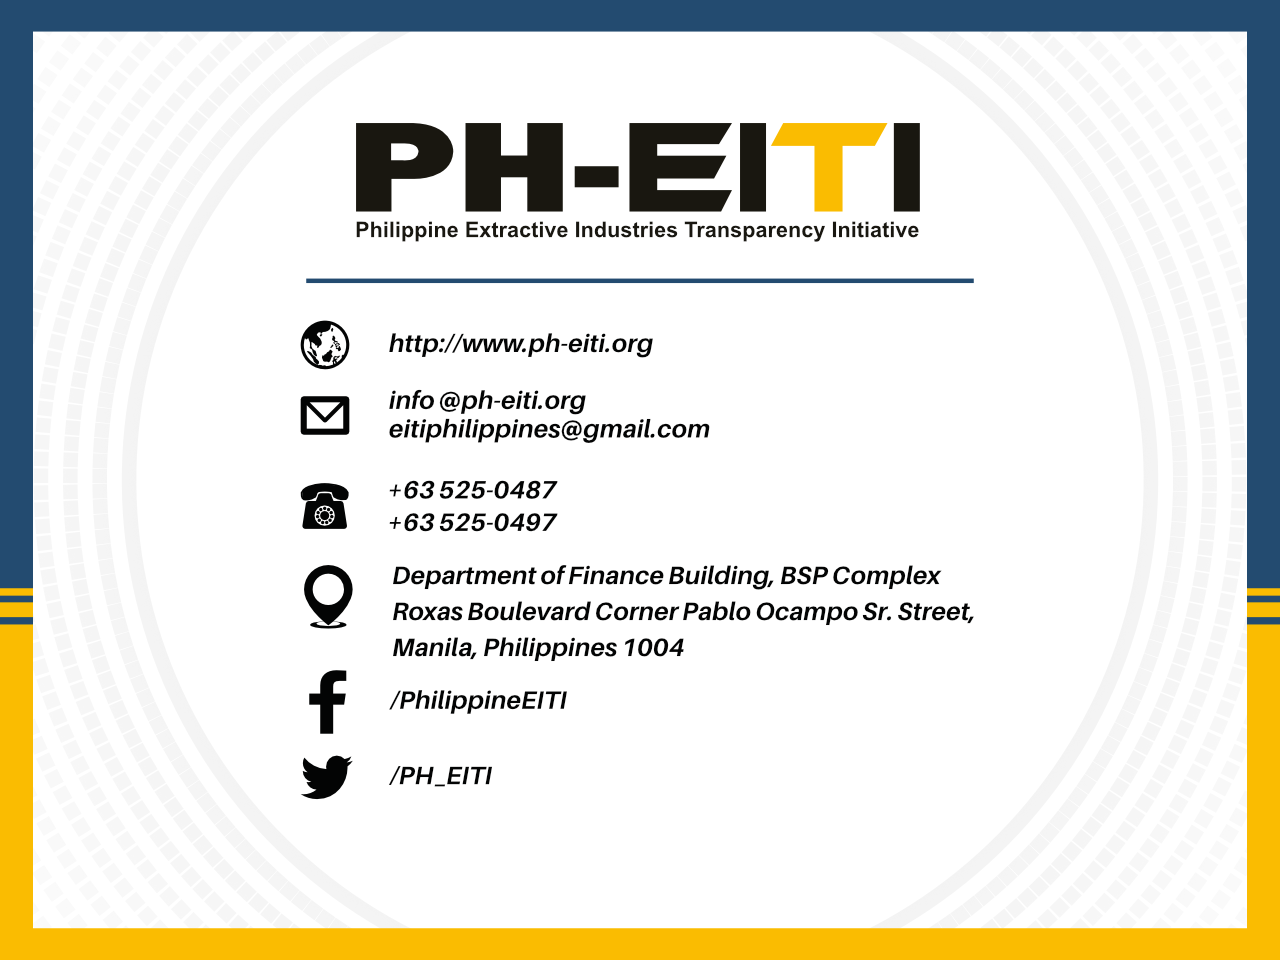 PH-EITI
Philippine Extractive Industries Transparency Initiative
http://www.ph-eiti.org
info @ph-eiti.org
eitiphilippines@gmail.com
+63 525-0487
+63 525-0497
Department of Finance Building, BSP Complex
Roxas Boulevard Corner Pablo Ocampo Sr. Street,
Manila, Philippines 1004
/PhilippineEITI
/PH_EITI